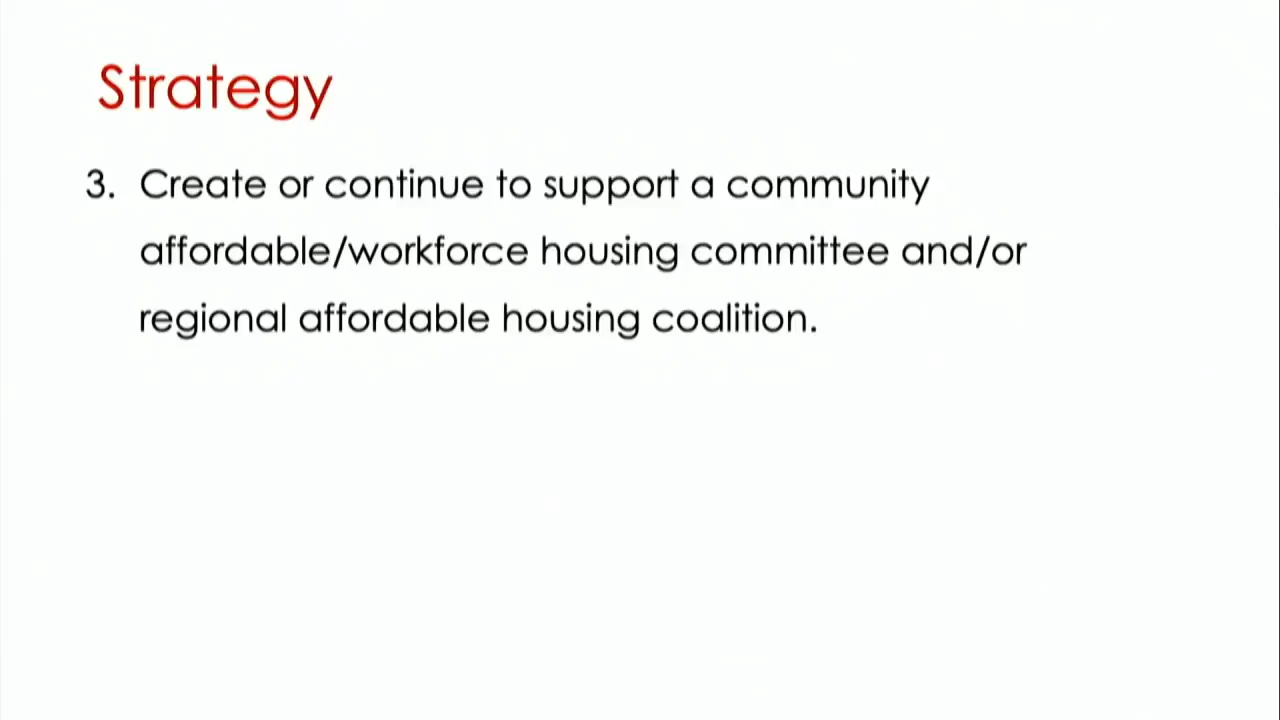 Strategy
3. Create or continue to support a community
affordable/workforce housing committee and/or
regional affordable housing coalition.